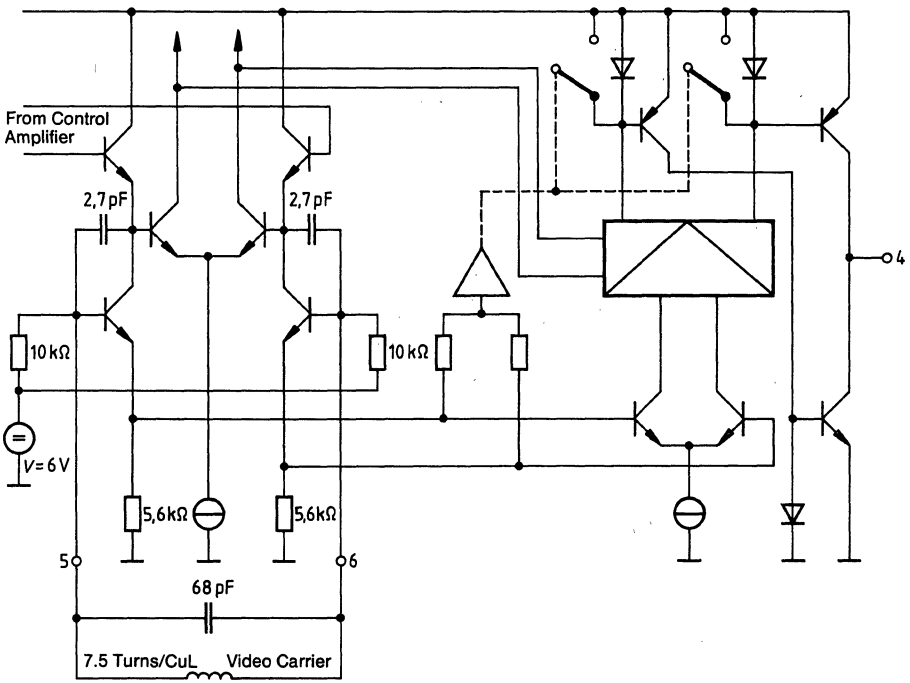 From Control
Amplifier
2,7 pF
2,7 pF
4
10 kΩ
10 kΩ
=
V = 6 V
5,6 kΩ
5,6 kΩ
5
6
68 pF
7.5 Turns/CuL Video Carrier